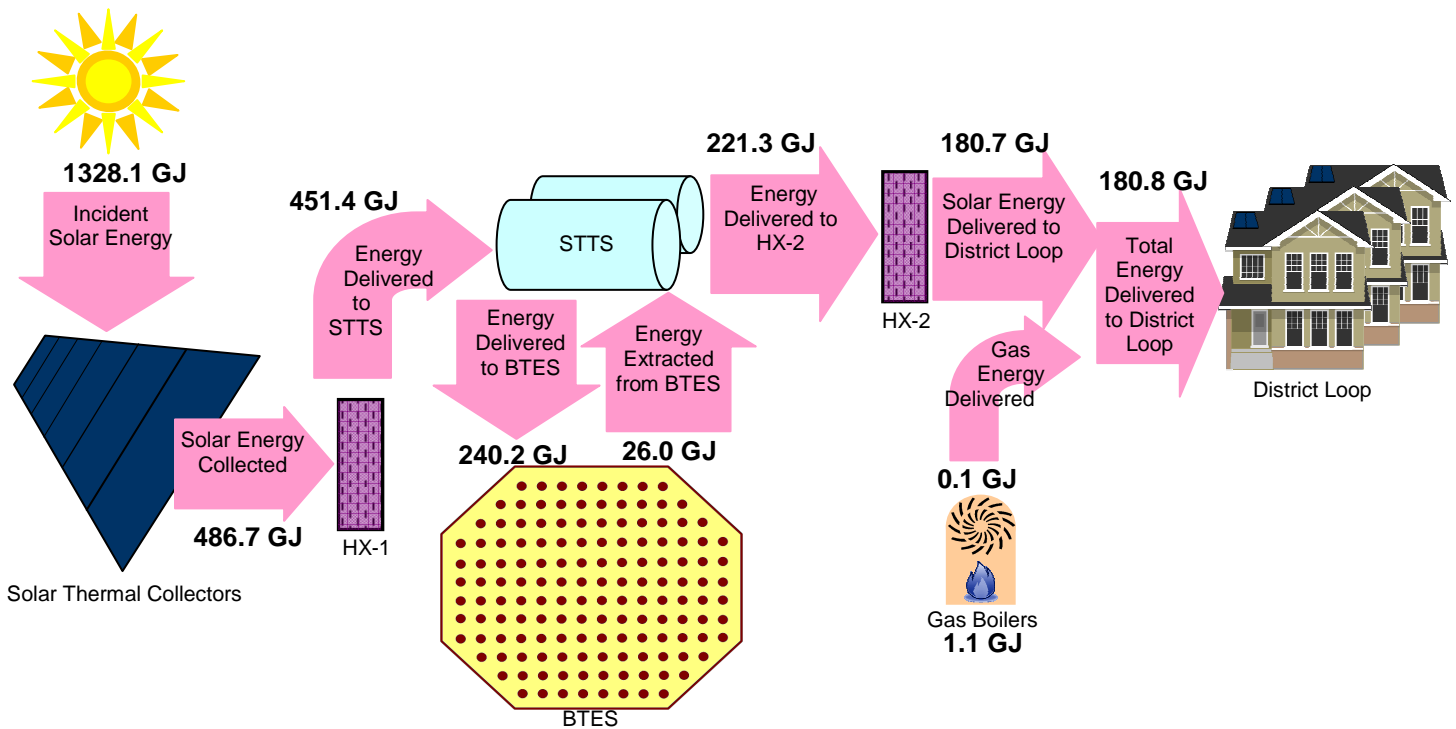 1328.1 GJ
Incident
Solar Energy
Solar Thermal Collectors
Solar Energy
Collected
486.7 GJ
HX-1
451.4 GJ
Energy
Delivered
to
STTS
STTS
Energy
Delivered
to BTES
240.2 GJ
Energy
Extracted
from BTES
26.0 GJ
BTES
221.3 GJ
Energy
Delivered to
HX-2
HX-2
180.7 GJ
Solar Energy
Delivered to
District Loop
Gas
Energy
Delivered
0.1 GJ
Gas Boilers
1.1 GJ
180.8 GJ
Total
Energy
Delivered
to District
Loop
District Loop